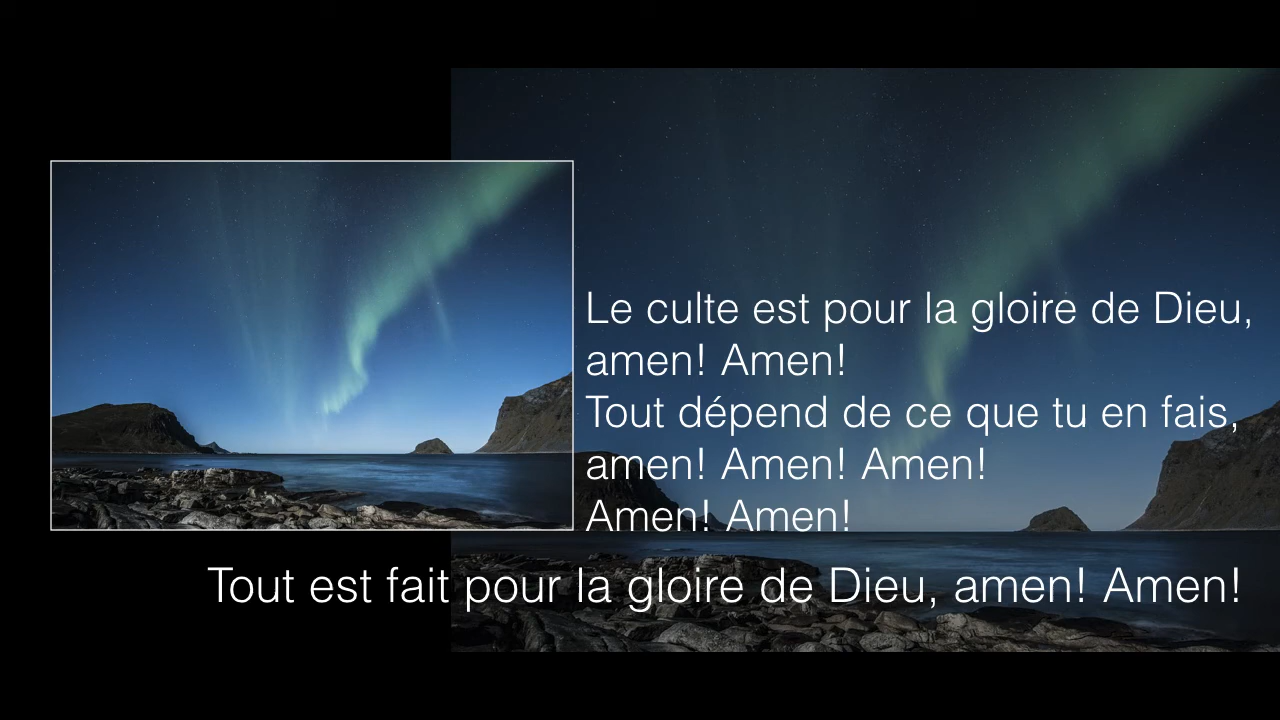 Le culte est pour la gloire de Dieu,
amen! Amen!
Tout dépend de ce que tu en fais,
amen! Amen! Amen!
Amen! Amen!
Tout est fait pour la gloire de Dieu, amen! Amen!